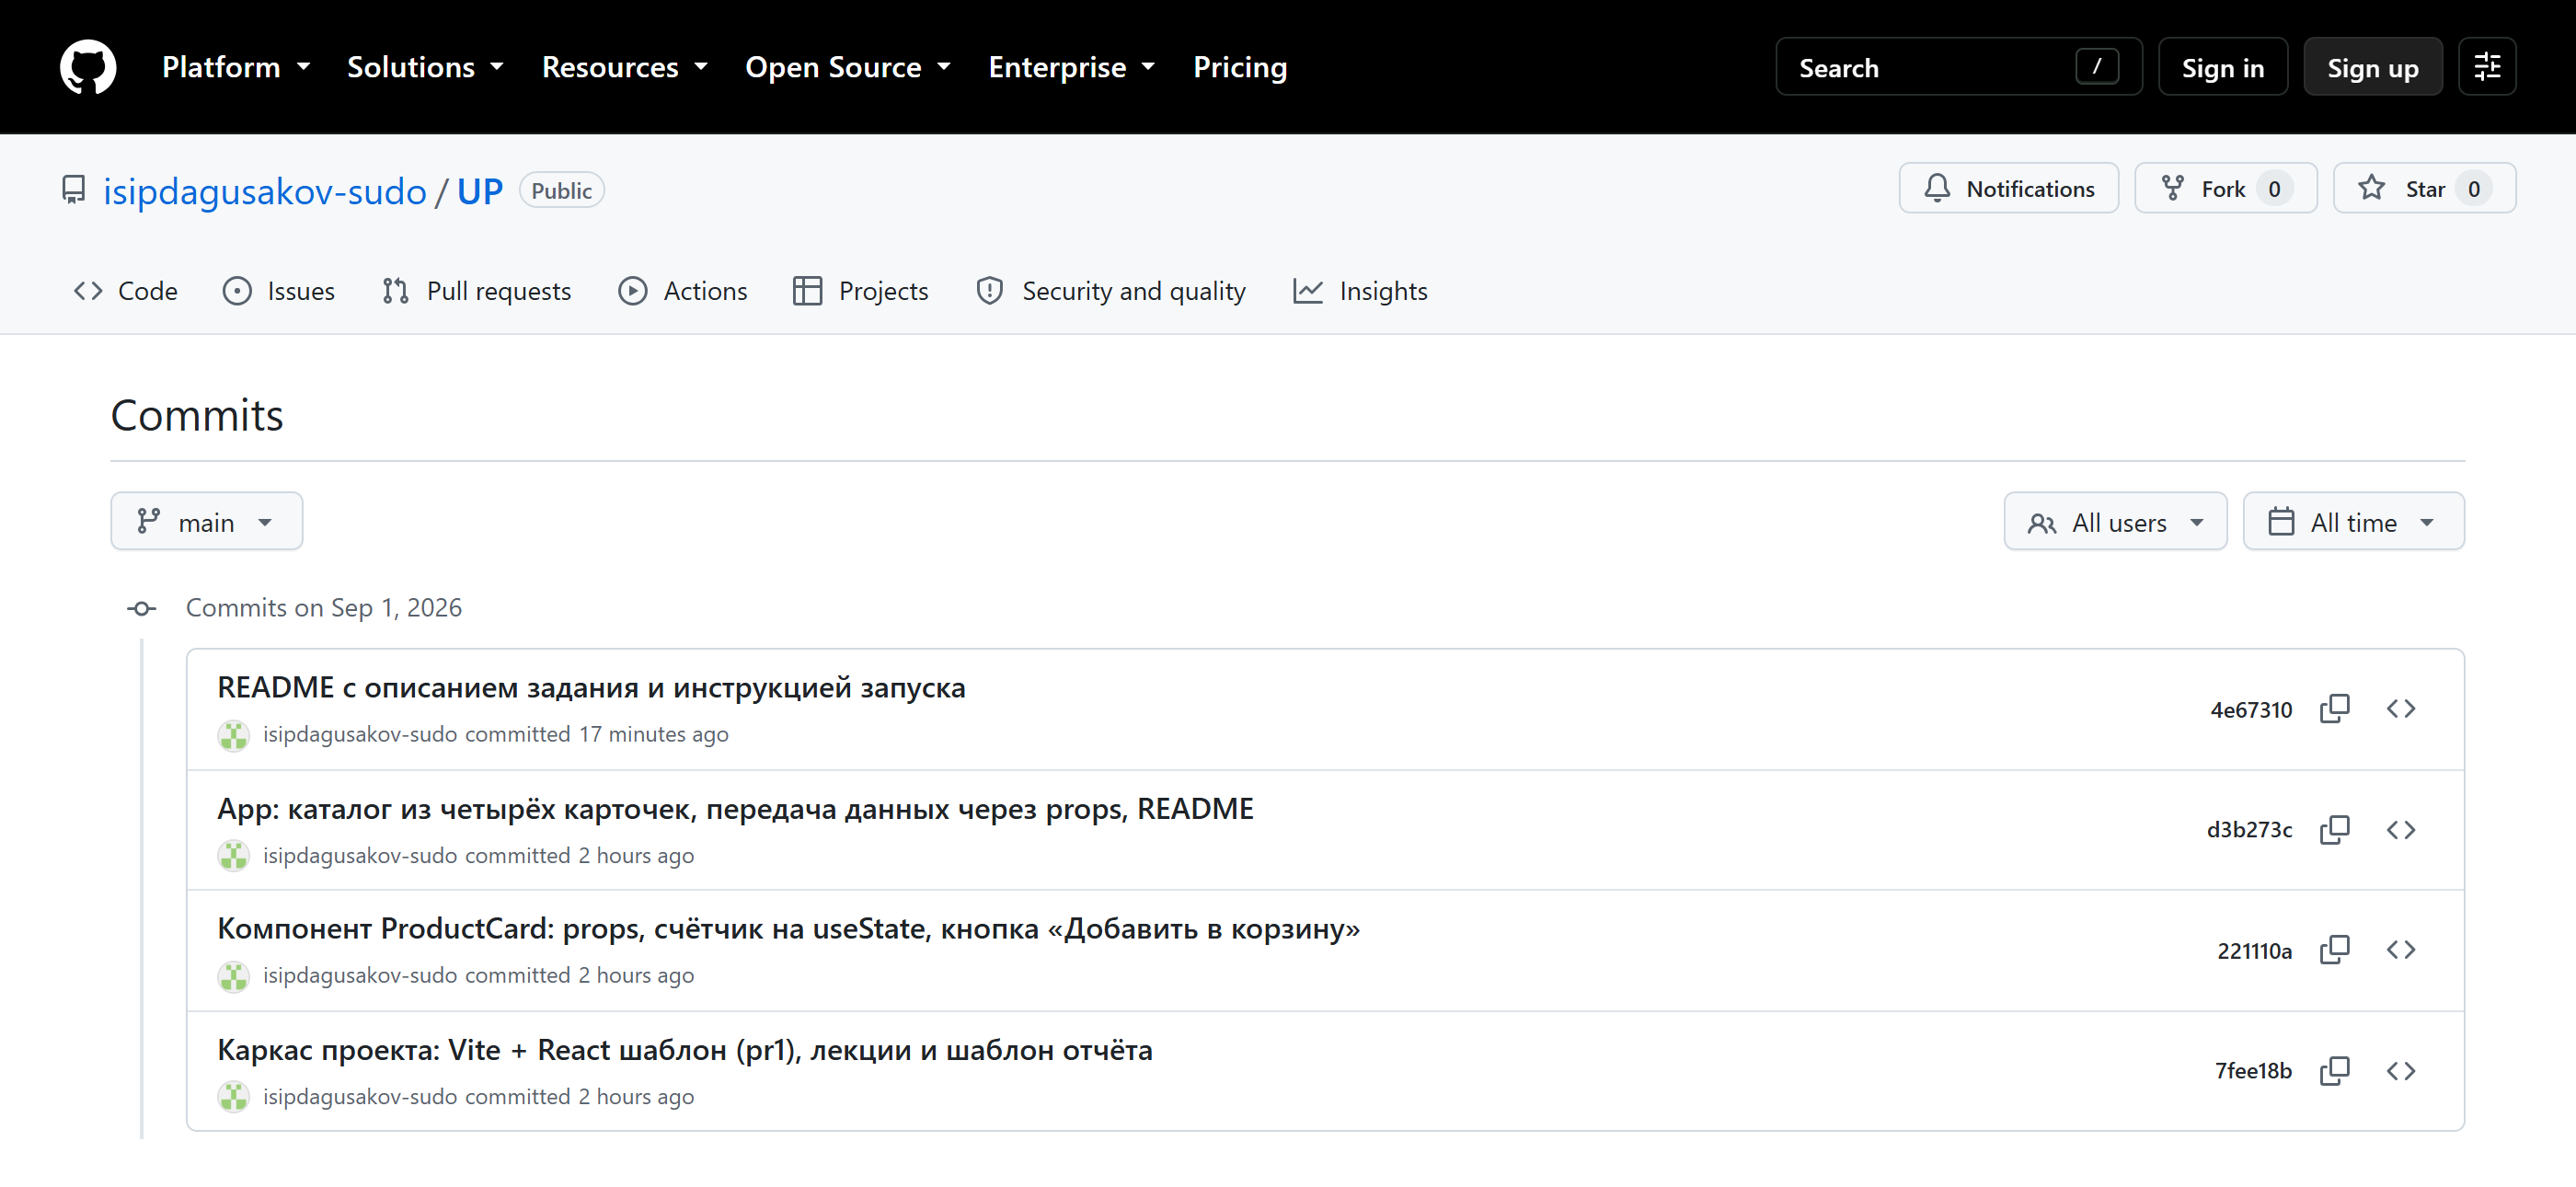 Platform Solutions Resources Open Source Enterprise Pricing Search / Sign in Sign up
isipdagusakov-sudo / UP Public Notifications Fork 0 Star 0
Code Issues Pull requests Actions Projects Security and quality Insights
Commits
main All users All time
Commits on Sep 1, 2026
README с описанием задания и инструкцией запуска
isipdagusakov-sudo committed 17 minutes ago
4e67310
App: каталог из четырёх карточек, передача данных через props, README
isipdagusakov-sudo committed 2 hours ago
d3b273c
Компонент ProductCard: props, счётчик на useState, кнопка «Добавить в корзину»
isipdagusakov-sudo committed 2 hours ago
221110a
Каркас проекта: Vite + React шаблон (pr1), лекции и шаблон отчёта
isipdagusakov-sudo committed 2 hours ago
7fee18b